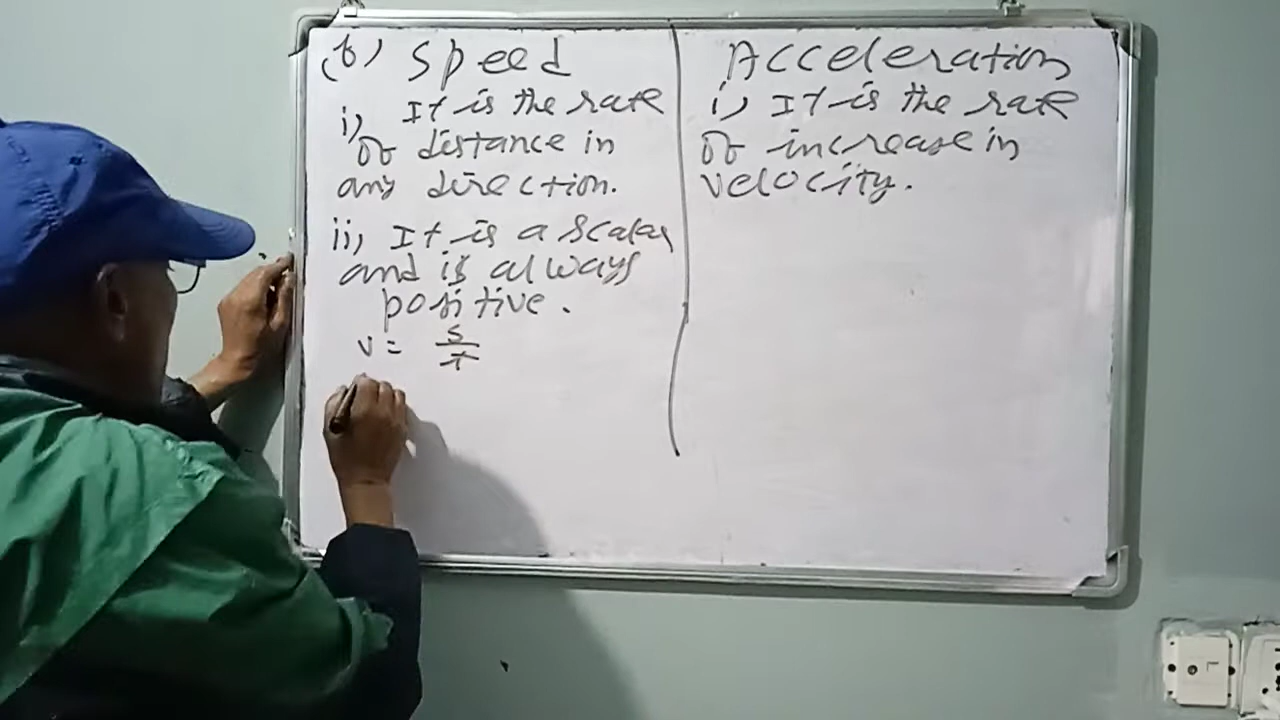 (b) Speed
i) It is the rate
of distance in
any direction.
ii) It is a scalar
and is always
positive.
v = s/t
Acceleration
i) It is the rate
of increase in
velocity.